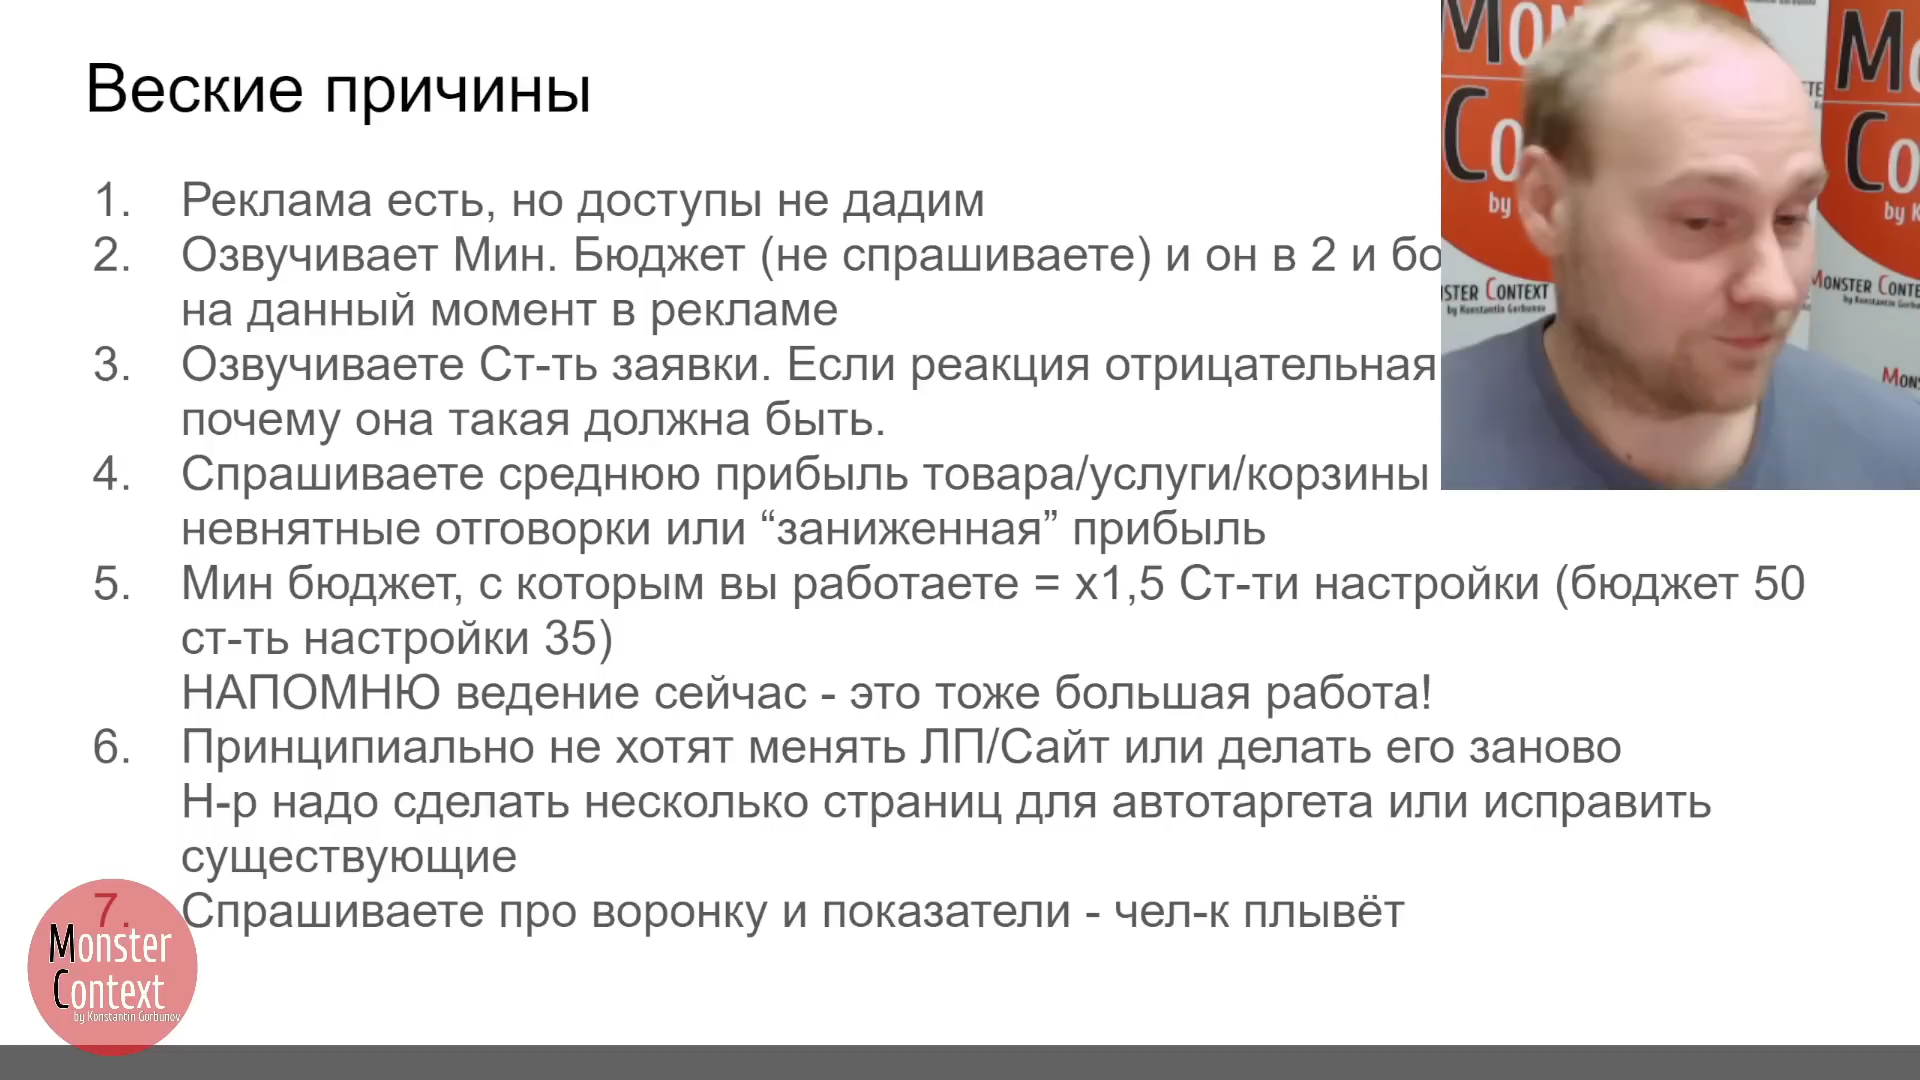 Веские причины
1. Реклама есть, но доступы не дадим
2. Озвучивает Мин. Бюджет (не спрашиваете) и он в 2 и
на данный момент в рекламе
3. Озвучиваете Ст-ть заявки. Если реакция отрицательная
почему она такая должна быть.
4. Спрашиваете среднюю прибыль товара/услуги/корзины
невнятные отговорки или “заниженная” прибыль
5. Мин бюджет, с которым вы работаете = х1,5 Ст-ти настройки (бюджет 50
ст-ть настройки 35)
НАПОМНЮ ведение сейчас - это тоже большая работа!
6. Принципиально не хотят менять ЛП/Сайт или делать его заново
Н-р надо сделать несколько страниц для автотаргета или исправить
существующие
7. Спрашиваете про воронку и показатели - чел-к плывёт
Monster
Context
by Konstantin Gorbunov
MONSTER CONTEXT
by Konstantin Gorbunov